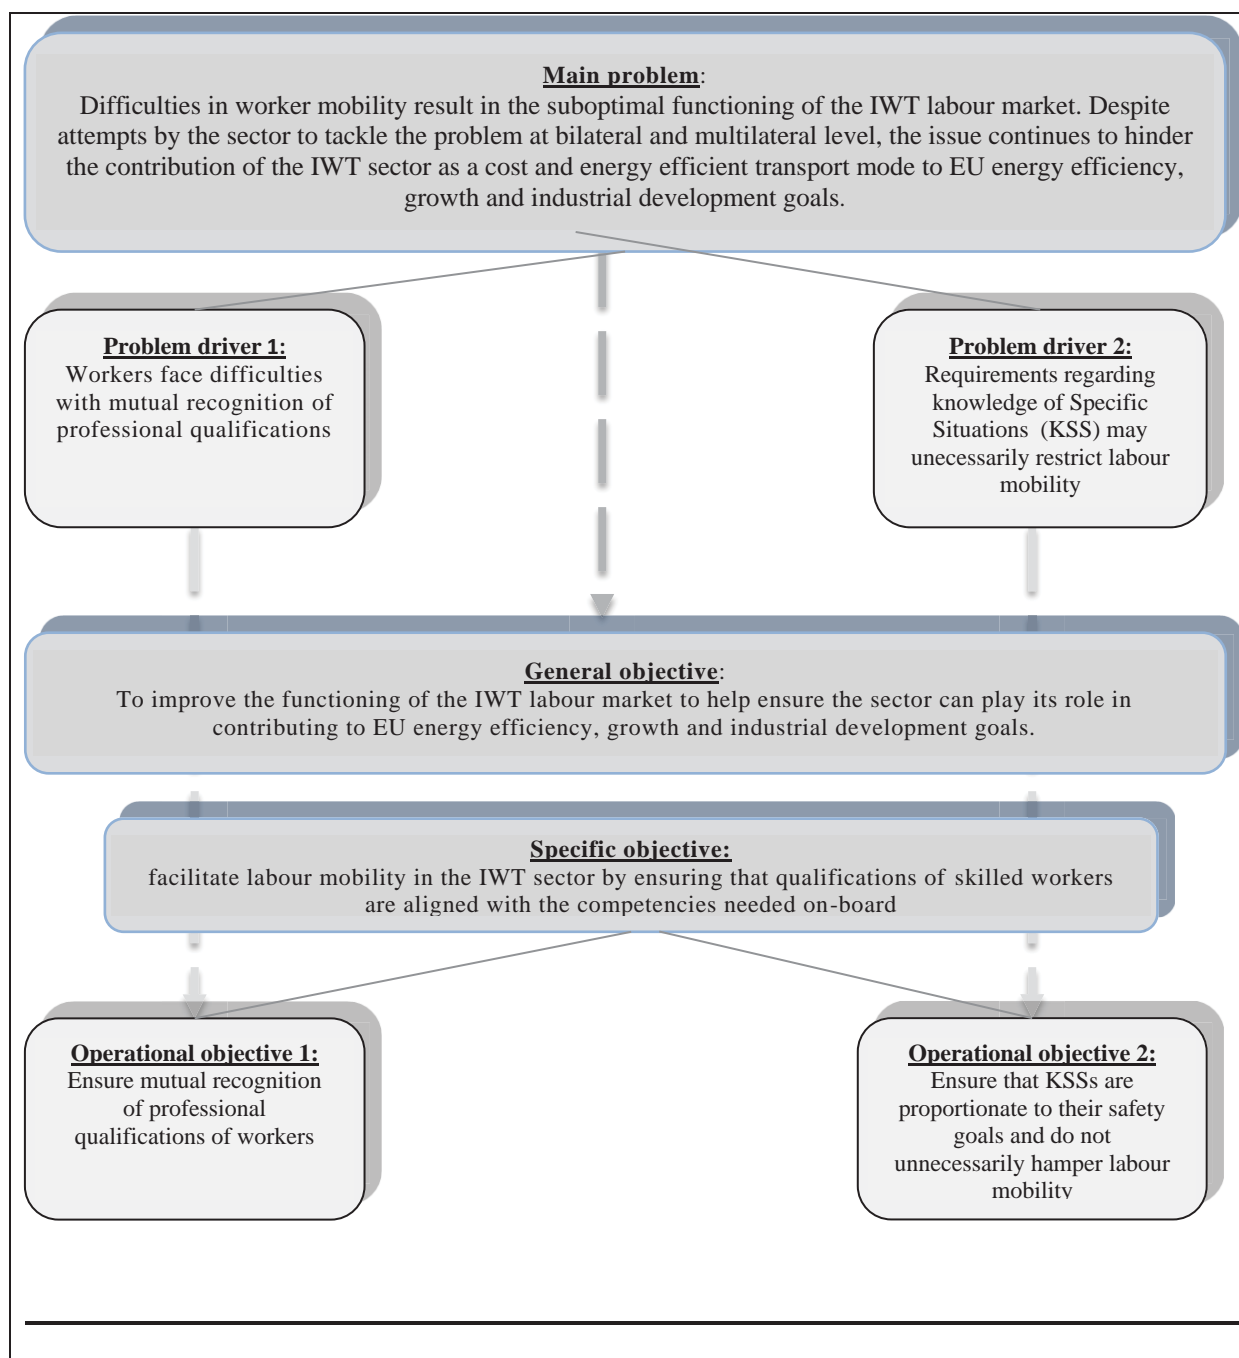 Main problem:
Difficulties in worker mobility result in the suboptimal functioning of the IWT labour market. Despite
attempts by the sector to tackle the problem at bilateral and multilateral level, the issue continues to hinder
the contribution of the IWT sector as a cost and energy efficient transport mode to EU energy efficiency,
growth and industrial development goals.
Problem driver 1:
Workers face difficulties
with mutual recognition of
professional qualifications
Problem driver 2:
Requirements regarding
knowledge of Specific
Situations (KSS) may
unecessarily restrict labour
mobility
General objective:
To improve the functioning of the IWT labour market to help ensure the sector can play its role in
contributing to EU energy efficiency, growth and industrial development goals.
Specific objective:
facilitate labour mobility in the IWT sector by ensuring that qualifications of skilled workers
are aligned with the competencies needed on-board
Operational objective 1:
Ensure mutual recognition
of professional
qualifications of workers
Operational objective 2:
Ensure that KSSs are
proportionate to their safety
goals and do not
unnecessarily hamper labour
mobility